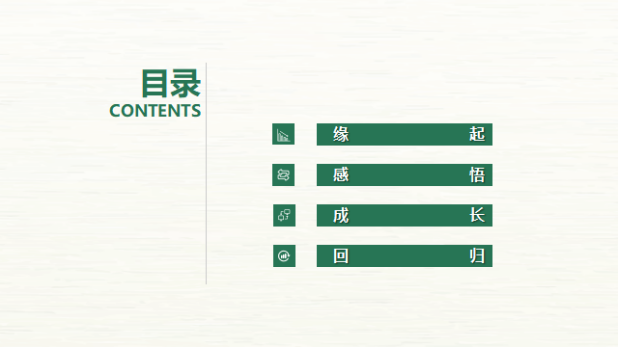 目录
CONTENTS
缘 起
感 悟
成 长
回 归